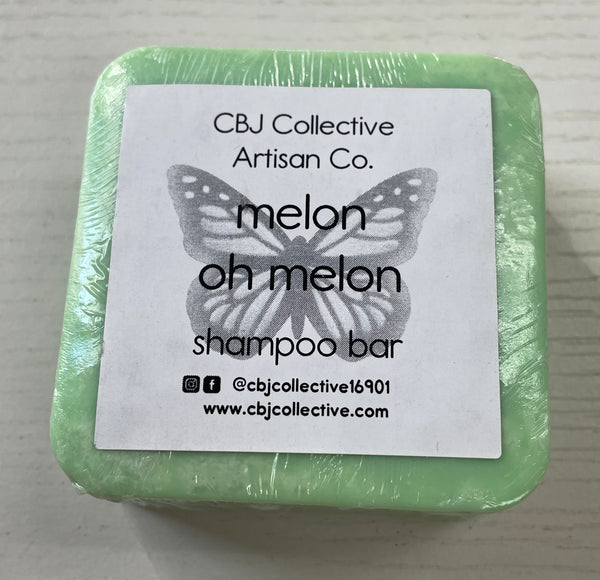 CBJ Collective
Artisan Co.
melon
oh melon
shampoo bar
@cbjcollective16901
www.cbjcollective.com